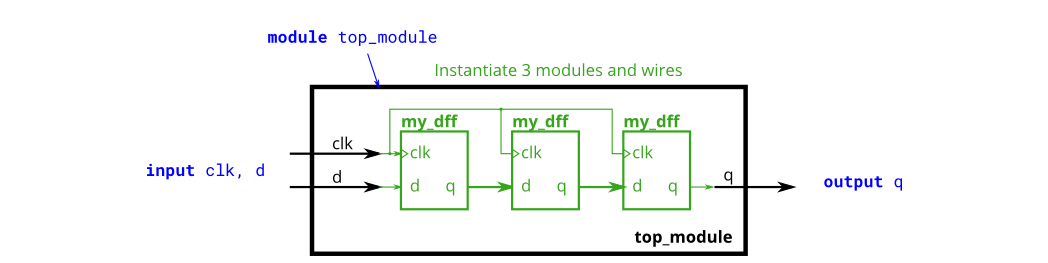 module top_module
Instantiate 3 modules and wires
my_dff my_dff my_dff
clk clk clk clk
input clk, d
d d q d q d q q
output q
top_module